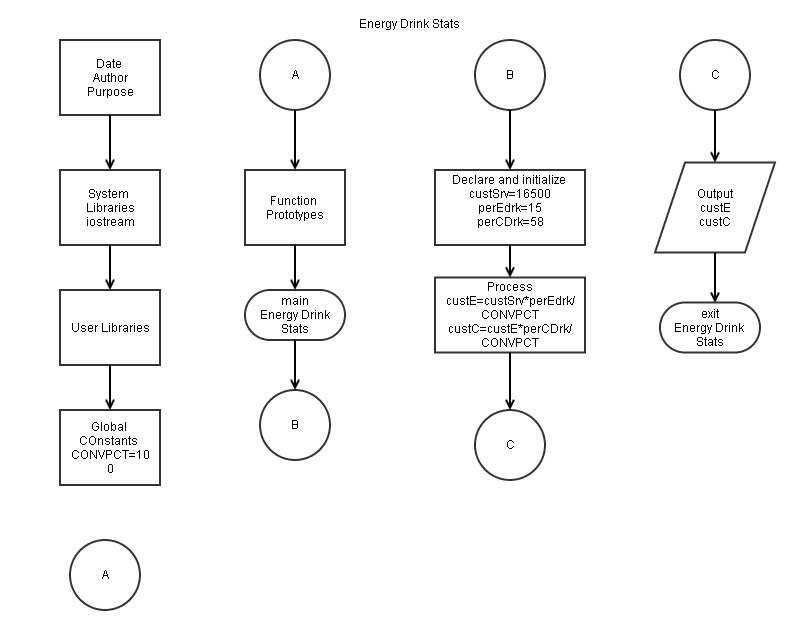 Energy Drink Stats
Date
Author
Purpose
System
Libraries
iostream
User Libraries
Global
COnstants
CONVPCT=10
0
A
A
Function
Prototypes
main
Energy Drink
Stats
B
B
Declare and initialize
custSrv=16500
perEdrk=15
perCDrk=58
Process
custE=custSrv*perEdrk/
CONVPCT
custC=custE*perCDrk/
CONVPCT
C
C
Output
custE
custC
exit
Energy Drink
Stats